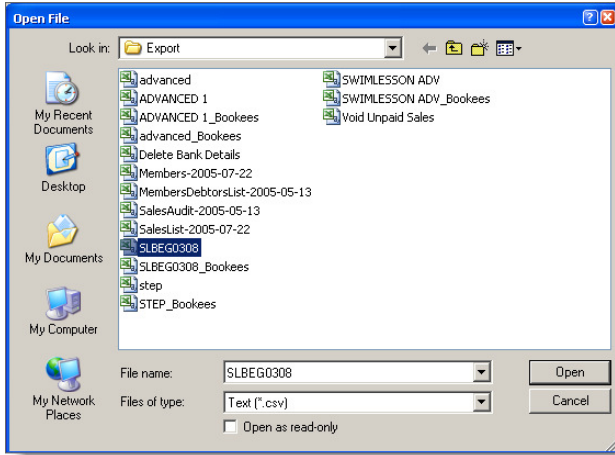 Open File
Look in:
Export
My Recent
Documents
Desktop
My Documents
My Computer
My Network
Places
advanced
ADVANCED 1
ADVANCED 1_Bookees
advanced_Bookees
Delete Bank Details
Members-2005-07-22
MembersDebtorsList-2005-05-13
SalesAudit-2005-05-13
SalesList-2005-07-22
SLBEG0308
SLBEG0308_Bookees
step
STEP_Bookees
SWIMLESSON ADV
SWIMLESSON ADV_Bookees
Void Unpaid Sales
File name:
SLBEG0308
Open
Files of type:
Text (*.csv)
Cancel
Open as read-only